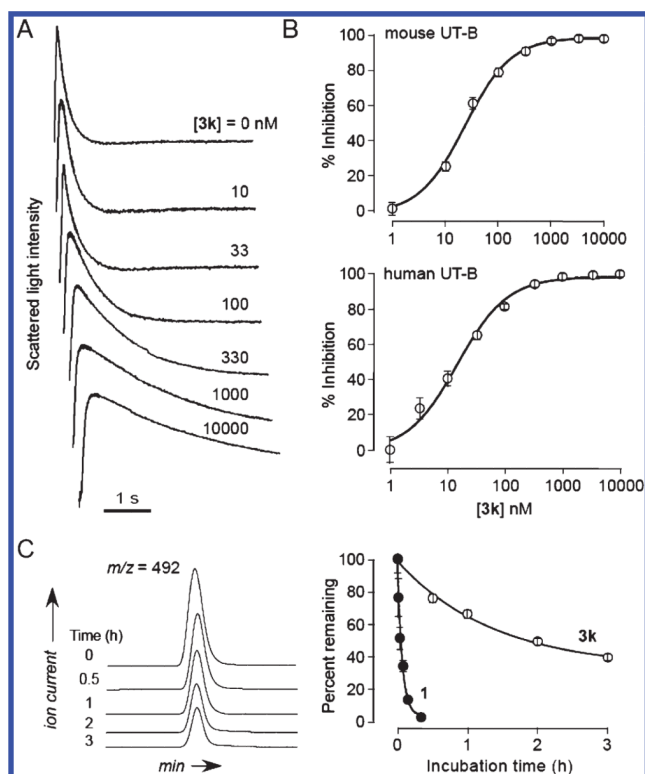 A
[3k] = 0 nM
10
33
100
330
1000
10000
Scattered light intensity
1 s
B
mouse UT-B
% Inhibition
100
80
60
40
20
0
1 10 100 1000 10000
human UT-B
% Inhibition
100
80
60
40
20
0
1 10 100 1000 10000
[3k] nM
C
m/z = 492
ion current
Time (h)
0
0.5
1
2
3
min
Percent remaining
100
80
60
40
20
0
3k
1
0 1 2 3
Incubation time (h)